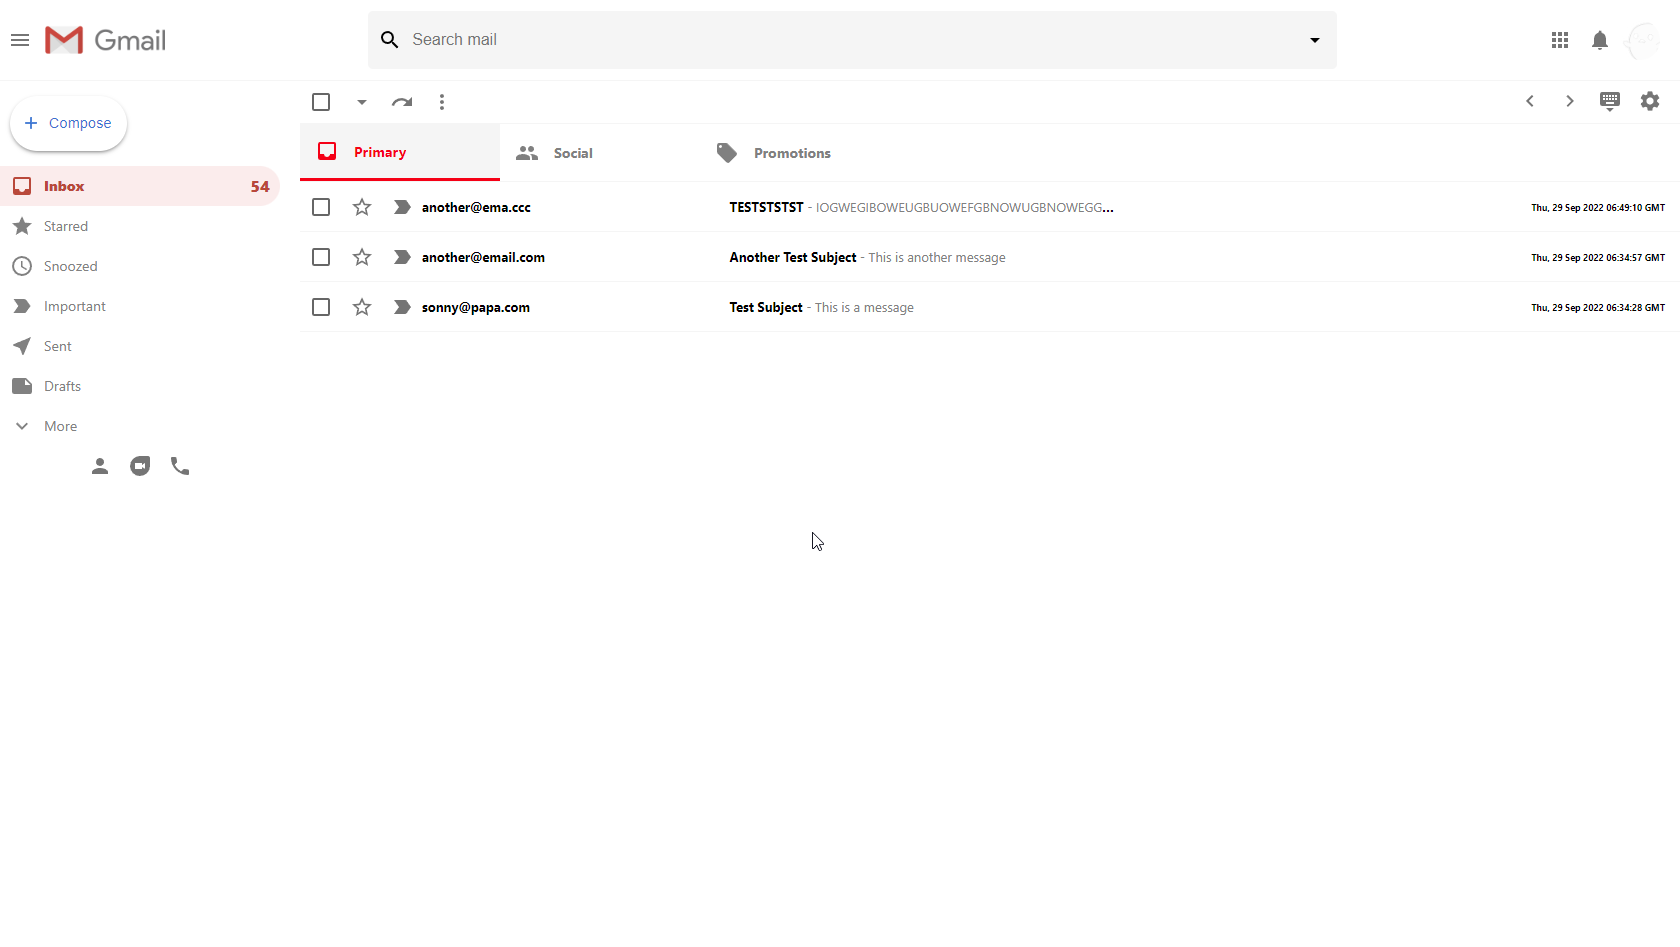 Gmail
Search mail
Compose
Inbox 54
Starred
Snoozed
Important
Sent
Drafts
More
Primary Social Promotions
another@ema.ccc TESTSTSTST - IOGWEGIBOWEUGBUOWEFGBNOWUGBNOWEGG... Thu, 29 Sep 2022 06:49:10 GMT
another@email.com Another Test Subject - This is another message Thu, 29 Sep 2022 06:34:57 GMT
sonny@papa.com Test Subject - This is a message Thu, 29 Sep 2022 06:34:28 GMT